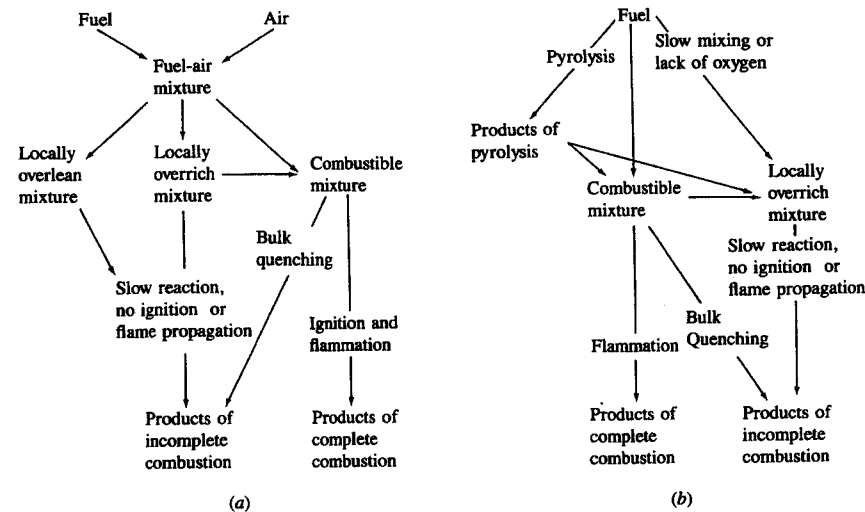 Fuel
Air
Fuel-air
mixture
Locally
overlean
mixture
Locally
overrich
mixture
Combustible
mixture
Bulk
quenching
Slow reaction,
no ignition or
flame propagation
Ignition and
flammation
Products of
incomplete
combustion
Products of
complete
combustion
(a)
Fuel
Slow mixing or
lack of oxygen
Pyrolysis
Products of
pyrolysis
Combustible
mixture
Locally
overrich
mixture
Slow reaction,
no ignition or
flame propagation
Bulk
Quenching
Flammation
Products of
complete
combustion
Products of
incomplete
combustion
(b)